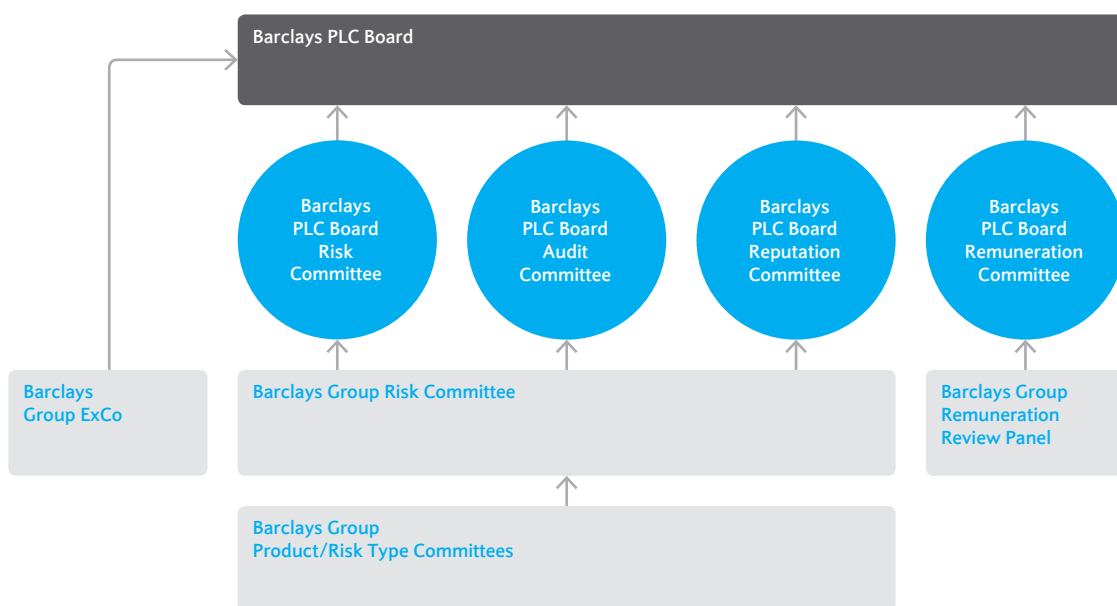 Barclays PLC Board
Barclays
PLC Board
Risk
Committee
Barclays
PLC Board
Audit
Committee
Barclays
PLC Board
Reputation
Committee
Barclays
PLC Board
Remuneration
Committee
Barclays
Group ExCo
Barclays Group Risk Committee
Barclays Group
Remuneration
Review Panel
Barclays Group
Product/Risk Type Committees